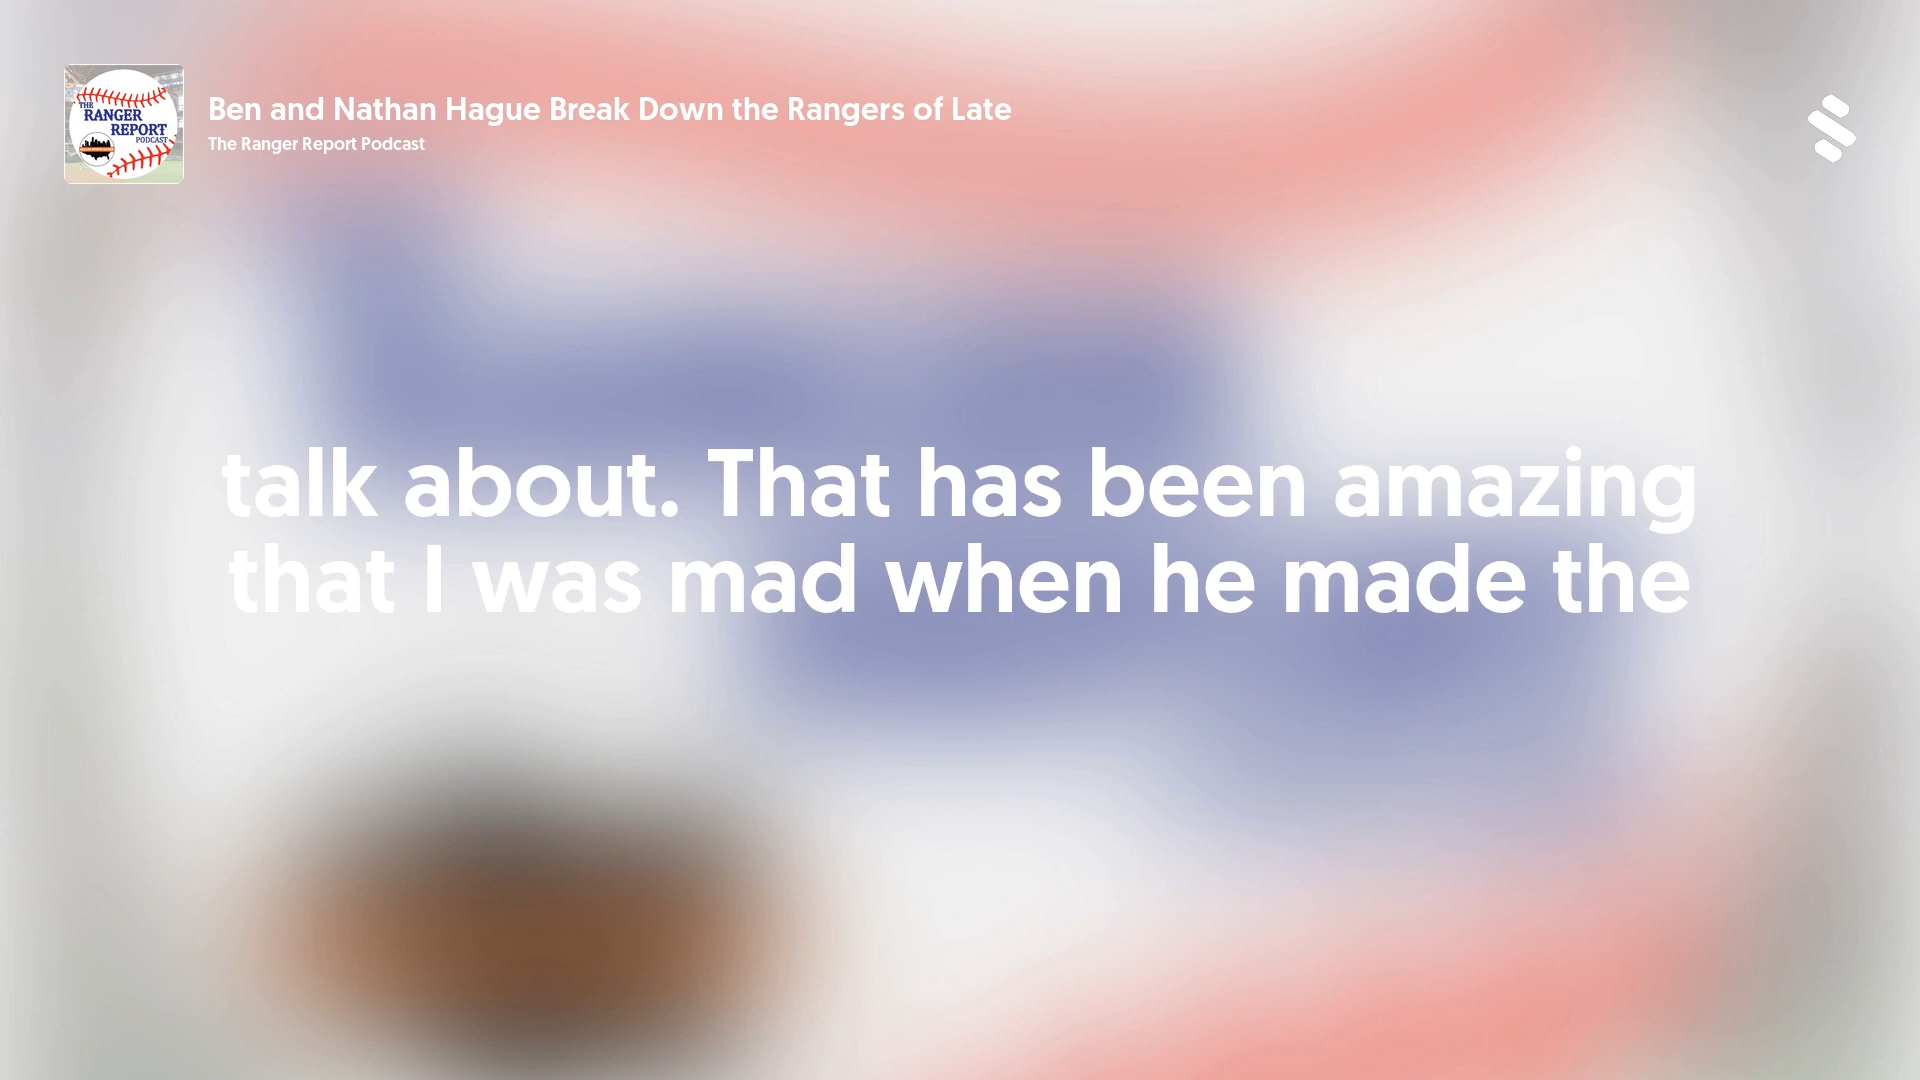 THE
RANGER
REPORT
PODCAST
Ben and Nathan Hague Break Down the Rangers of Late
The Ranger Report Podcast
talk about. That has been amazing
that I was mad when he made the